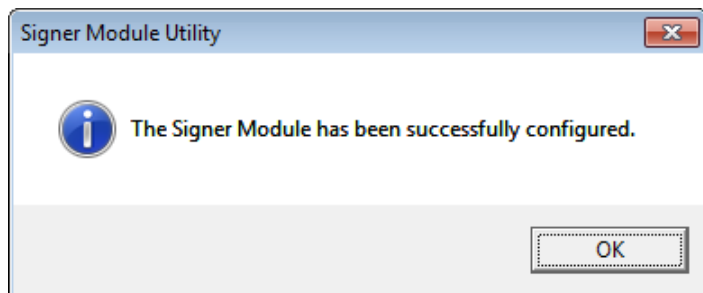 Signer Module Utility
The Signer Module has been successfully configured.
OK